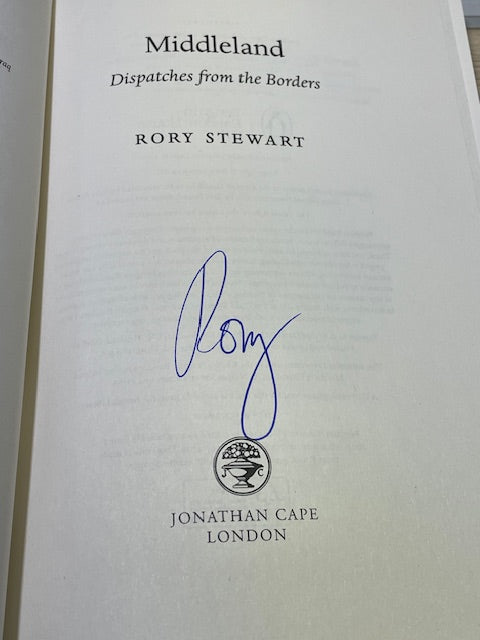 Middleland
Dispatches from the Borders
RORY STEWART
Rory
J C
JONATHAN CAPE
LONDON